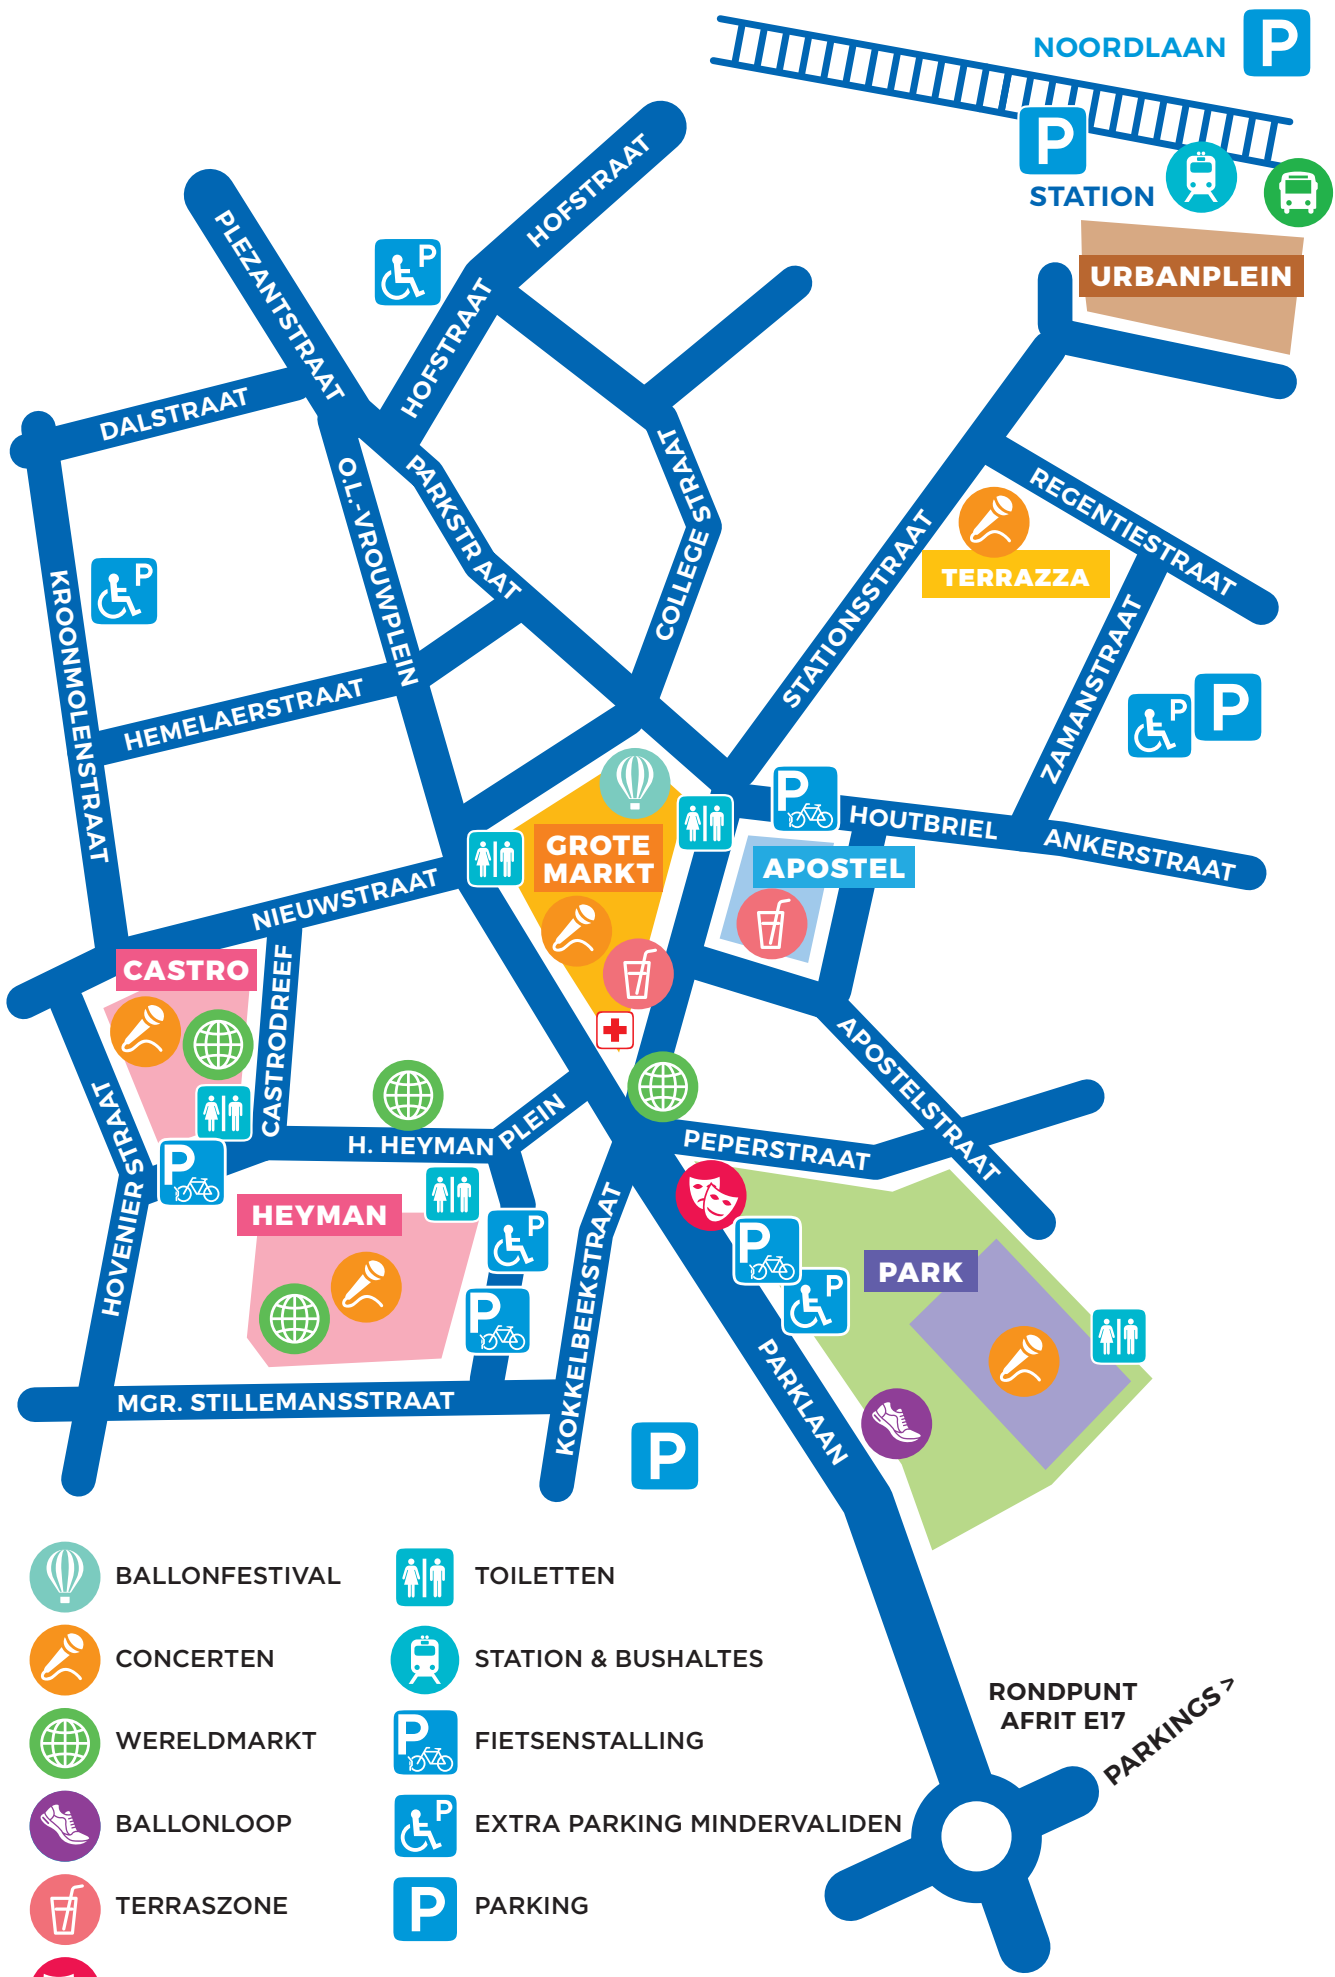 NOORDLAAN P
P
STATION
URBANPLEIN
HOFSTRAAT
PLEZANTSTRAAT
P
HOFSTRAAT
DALSTRAAT
O.L.-VROUWPLEIN
PARKSTRAAT
COLLEGE STRAAT
STATIONSSTRAAT
REGENTIESTRAAT
TERRAZZA
KROONMOLENSTRAAT
P
HEMELAERSTRAAT
ZAMANSTRAAT
P
P
P
HOUTBRIEL
ANKERSTRAAT
GROTE
MARKT
APOSTEL
NIEUWSTRAAT
CASTRO
CASTRODREEF
APOSTELSTRAAT
HOVENIERSTRAAT
H. HEYMAN PLEIN
PEPERSTRAAT
P
HEYMAN
P
P
KOKKELBEEKSTRAAT
P
P
PARK
PARKLAAN
MGR. STILLEMANSSTRAAT
P
BALLONFESTIVAL
CONCERTEN
WERELDMARKT
BALLONLOOP
TERRASZONE
TOILETTEN
STATION & BUSHALTES
P FIETSENSTALLING
P EXTRA PARKING MINDERVALIDEN
P PARKING
RONDPUNT
AFRIT E17
PARKINGS >